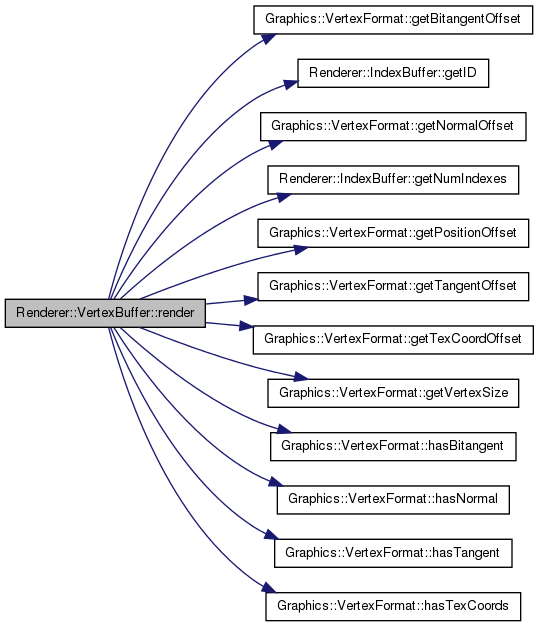 Graphics::VertexFormat::getBitangentOffset
Renderer::IndexBuffer::getID
Graphics::VertexFormat::getNormalOffset
Renderer::IndexBuffer::getNumIndexes
Graphics::VertexFormat::getPositionOffset
Graphics::VertexFormat::getTangentOffset
Renderer::VertexBuffer::render
Graphics::VertexFormat::getTexCoordOffset
Graphics::VertexFormat::getVertexSize
Graphics::VertexFormat::hasBitangent
Graphics::VertexFormat::hasNormal
Graphics::VertexFormat::hasTangent
Graphics::VertexFormat::hasTexCoords